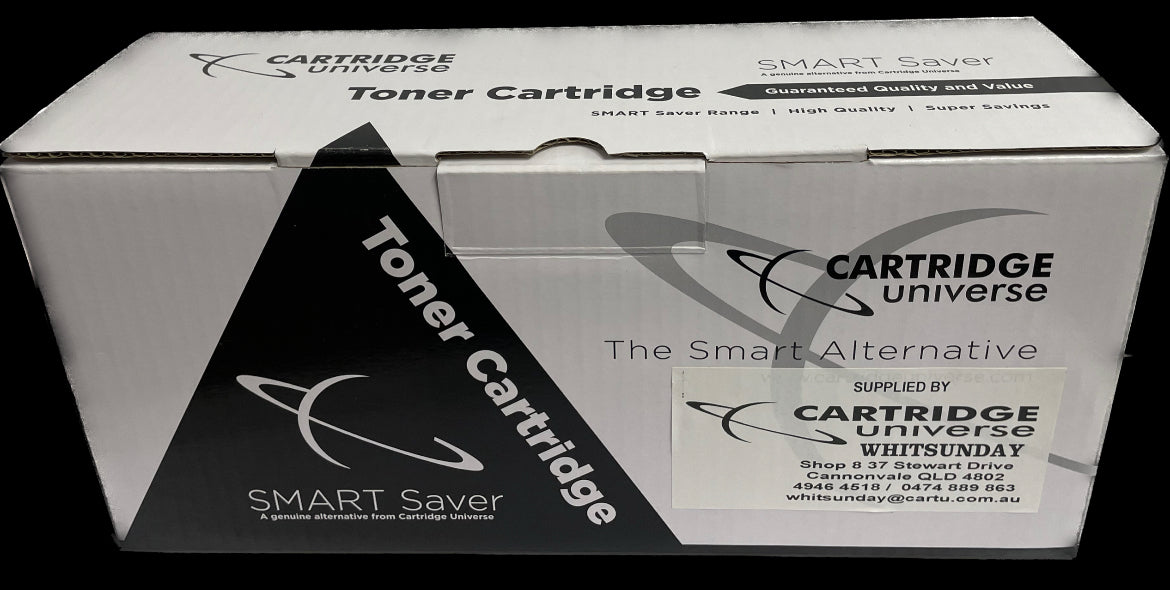 CARTRIDGE
universe
Toner Cartridge
SMART Saver
A genuine alternative from Cartridge Universe
Guaranteed Quality and Value
SMART Saver Range | High Quality | Super Savings
Toner Cartridge
SMART Saver
A genuine alternative from Cartridge Universe
CARTRIDGE
universe
The Smart Alternative
www.cartridgeuniverse.com
SUPPLIED BY
CARTRIDGE
universe
WHITSUNDAY
Shop 8 37 Stewart Drive
Cannonvale QLD 4802
4946 4518 / 0474 889 863
whitsunday@cartu.com.au